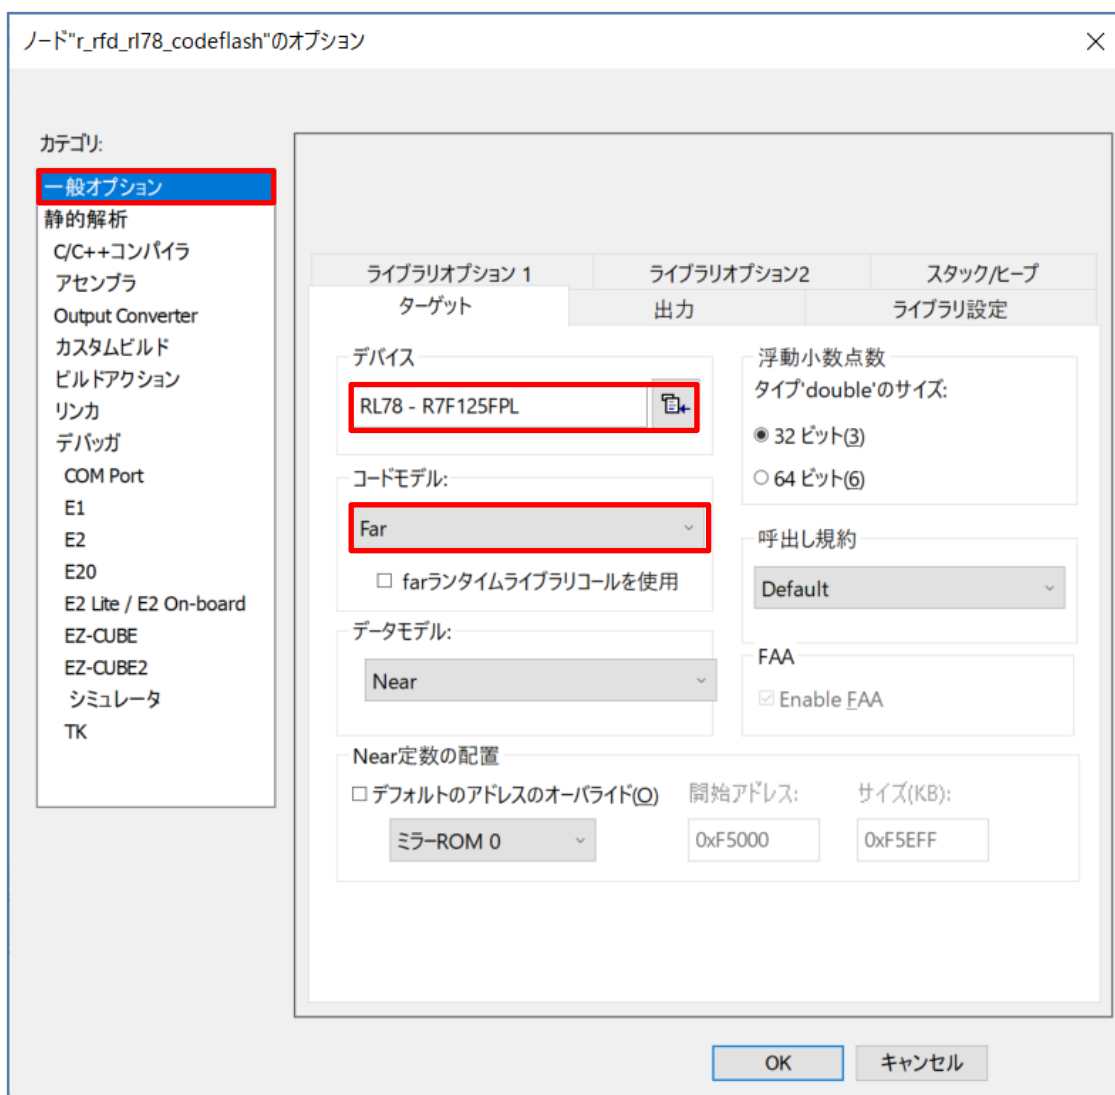 ノード"r_rfd_rl78_codeflash"のオプション
カテゴリ:
一般オプション
静的解析
C/C++コンパイラ
アセンブラ
Output Converter
カスタムビルド
ビルドアクション
リンカ
デバッガ
COM Port
E1
E2
E20
E2 Lite / E2 On-board
EZ-CUBE
EZ-CUBE2
シミュレータ
TK
ライブラリオプション 1
ライブラリオプション2
スタック/ヒープ
ターゲット
出力
ライブラリ設定
デバイス
RL78 - R7F125FPL
コードモデル:
Far
farランタイムライブラリコールを使用
データモデル:
Near
浮動小数点数
タイプ'double'のサイズ:
32 ビット(3)
64 ビット(6)
呼出し規約
Default
FAA
Enable FAA
Near定数の配置
デフォルトのアドレスのオーバライド(O)
開始アドレス:
サイズ(KB):
ミラーROM 0
0xF5000
0xF5EFF
OK
キャンセル